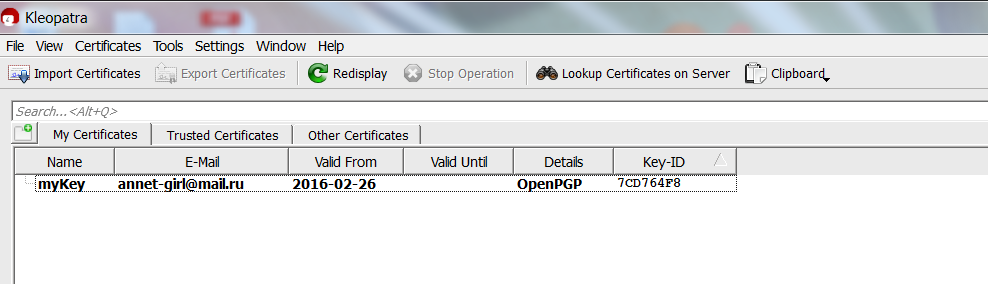 Kleopatra
File View Certificates Tools Settings Window Help
Import Certificates Export Certificates Redisplay Stop Operation Lookup Certificates on Server Clipboard
Search...<Alt+Q>
My Certificates Trusted Certificates Other Certificates
Name E-Mail Valid From Valid Until Details Key-ID
myKey annet-girl@mail.ru 2016-02-26 OpenPGP 7CD764F8